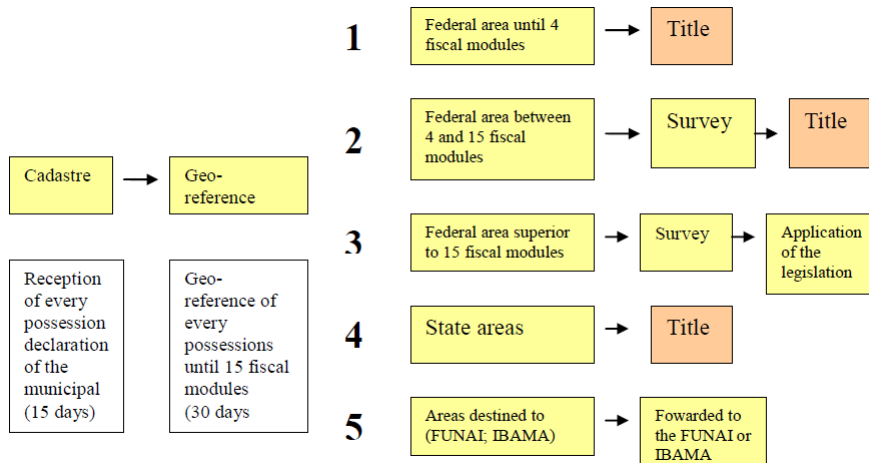 Cadastre
Geo-
reference
Reception
of every
possession
declaration
of the
municipal
(15 days)
Geo-
reference of
every
possessions
until 15 fiscal
modules
(30 days
1
Federal area until 4
fiscal modules
Title
2
Federal area between
4 and 15 fiscal
modules
Survey
Title
3
Federal area superior
to 15 fiscal modules
Survey
Application
of the
legislation
4
State areas
Title
5
Areas destined to
(FUNAI; IBAMA)
Fowarded to
the FUNAI or
IBAMA